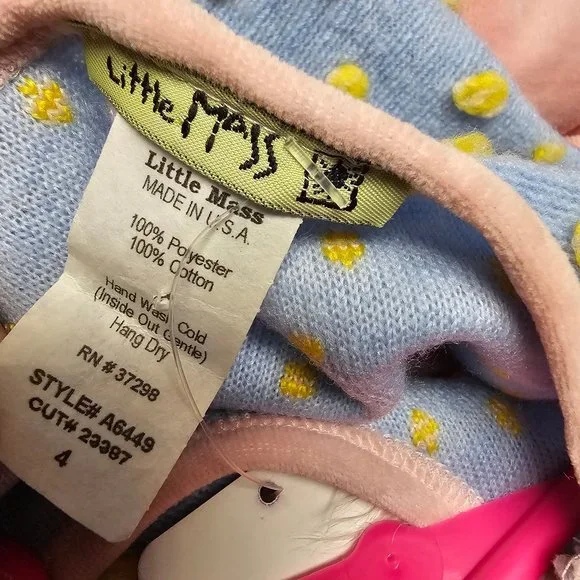 Little Mass
Little Mass
MADE IN U.S.A.
100% Polyester
100% Cotton
Hand Wash Cold
(Inside Out Gentle)
Hang Dry
RN # 37298
STYLE# A6449
CUT# 23387
4